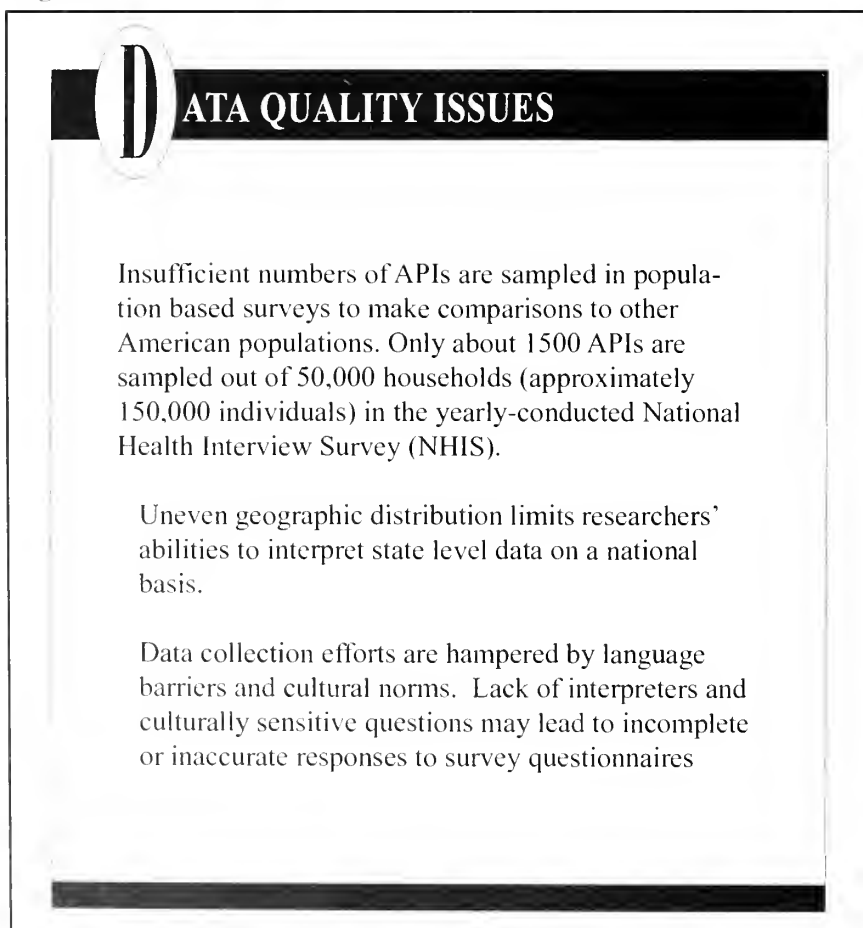 DATA QUALITY ISSUES
Insufficient numbers of APIs are sampled in popula-
tion based surveys to make comparisons to other
American populations. Only about 1500 APIs are
sampled out of 50,000 households (approximately
150,000 individuals) in the yearly-conducted National
Health Interview Survey (NHIS).
Uneven geographic distribution limits researchers'
abilities to interpret state level data on a national
basis.
Data collection efforts are hampered by language
barriers and cultural norms. Lack of interpreters and
culturally sensitive questions may lead to incomplete
or inaccurate responses to survey questionnaires